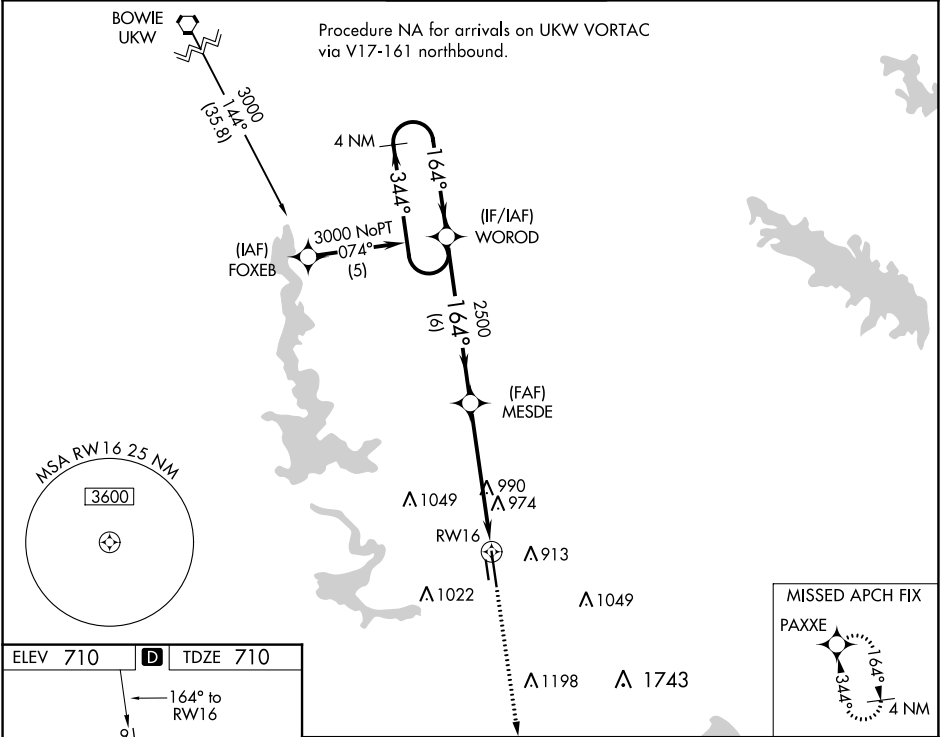 BOWIE
UKW
Procedure NA for arrivals on UKW VORTAC
via V17-161 northbound.
3000
144°
(35.8)
4 NM
164°
344°
(IF/IAF)
WOROD
(IAF)
FOXEB
3000 NoPT
074°
(5)
2500
164°
(6)
(FAF)
MESDE
MSA RW16 25 NM
3600
1049
990
974
RW16
913
1022
1049
MISSED APCH FIX
PAXXE
164°
344°
4 NM
1198
1743
ELEV 710 D TDZE 710
164° to
RW16